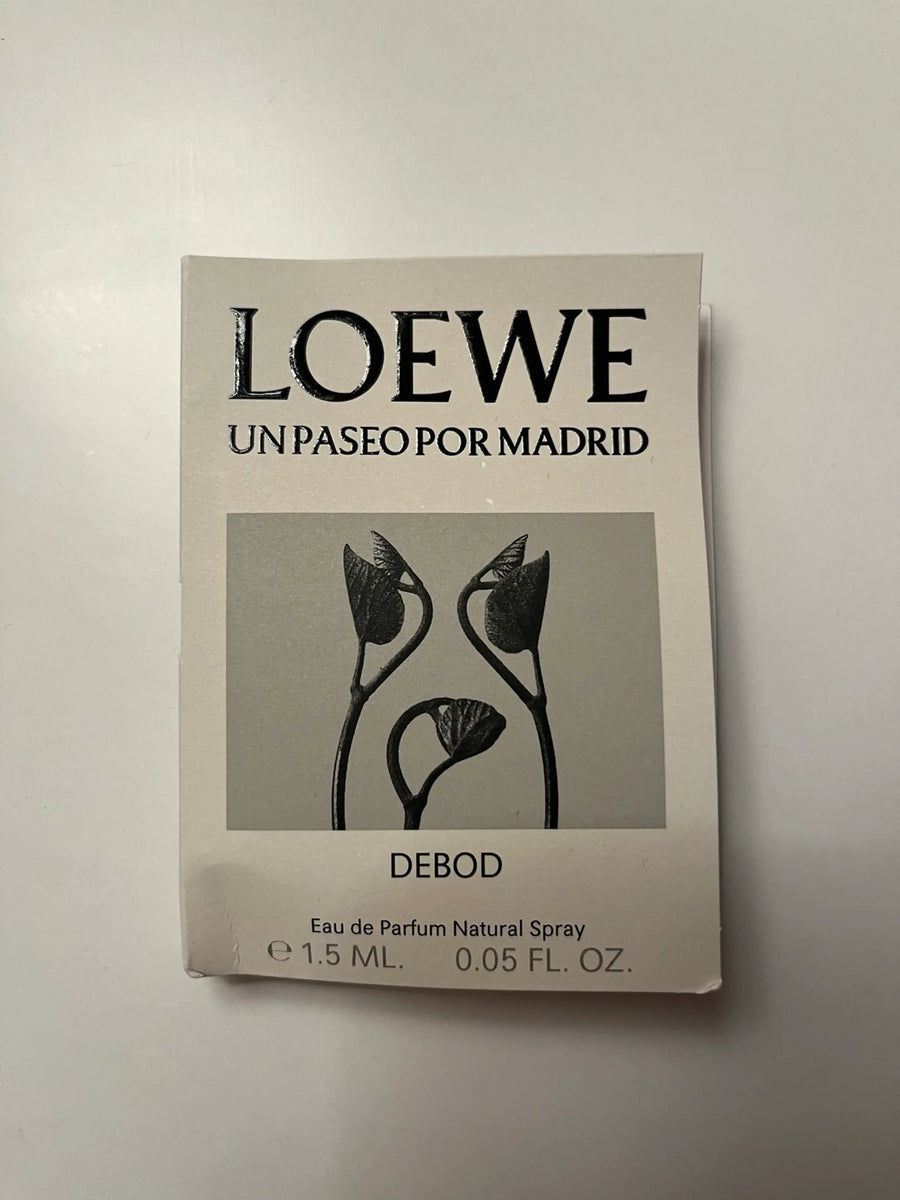 LOEWE
UN PASEO POR MADRID
DEBOD
Eau de Parfum Natural Spray
℮ 1.5 ML. 0.05 FL. OZ.